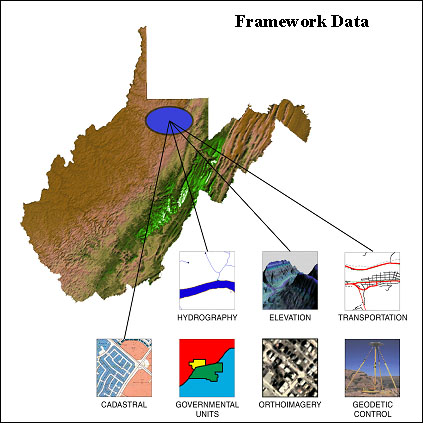 Framework Data
HYDROGRAPHY
ELEVATION
TRANSPORTATION
CADASTRAL
GOVERNMENTAL
UNITS
ORTHOIMAGERY
GEODETIC
CONTROL